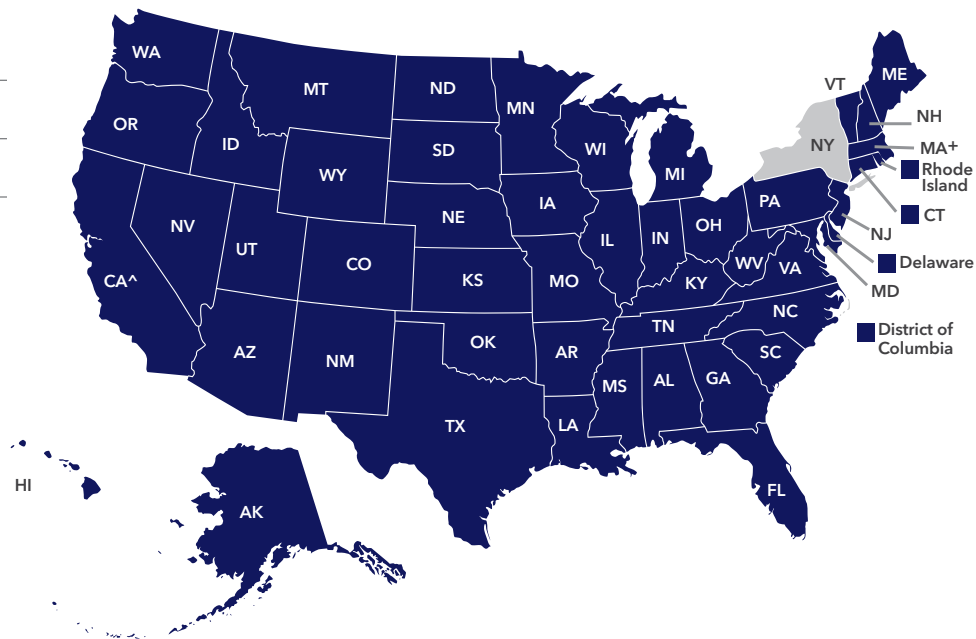 WA
MT
ND
MN
ME
VT
OR
ID
SD
WI
MI
NY
NH
MA+
Rhode
Island
WY
IA
NE
PA
CT
NV
UT
CO
KS
MO
IL
IN
OH
NJ
WV
VA
Delaware
KY
MD
CA^
NC
TN
District of
Columbia
AZ
NM
OK
AR
SC
MS
AL
GA
TX
LA
HI
AK
FL